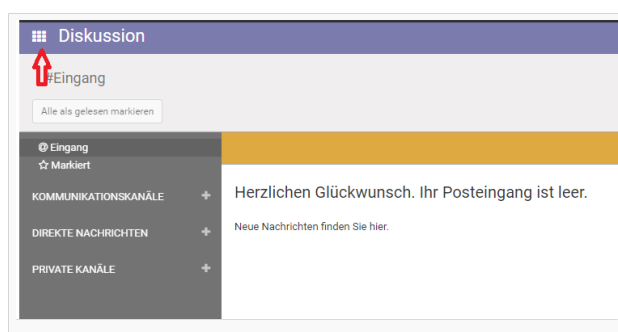 Diskussion
#Eingang
Alle als gelesen markieren
@ Eingang
Markiert
KOMMUNIKATIONSKANÄLE +
DIREKTE NACHRICHTEN +
PRIVATE KANÄLE +
Herzlichen Glückwunsch. Ihr Posteingang ist leer.
Neue Nachrichten finden Sie hier.